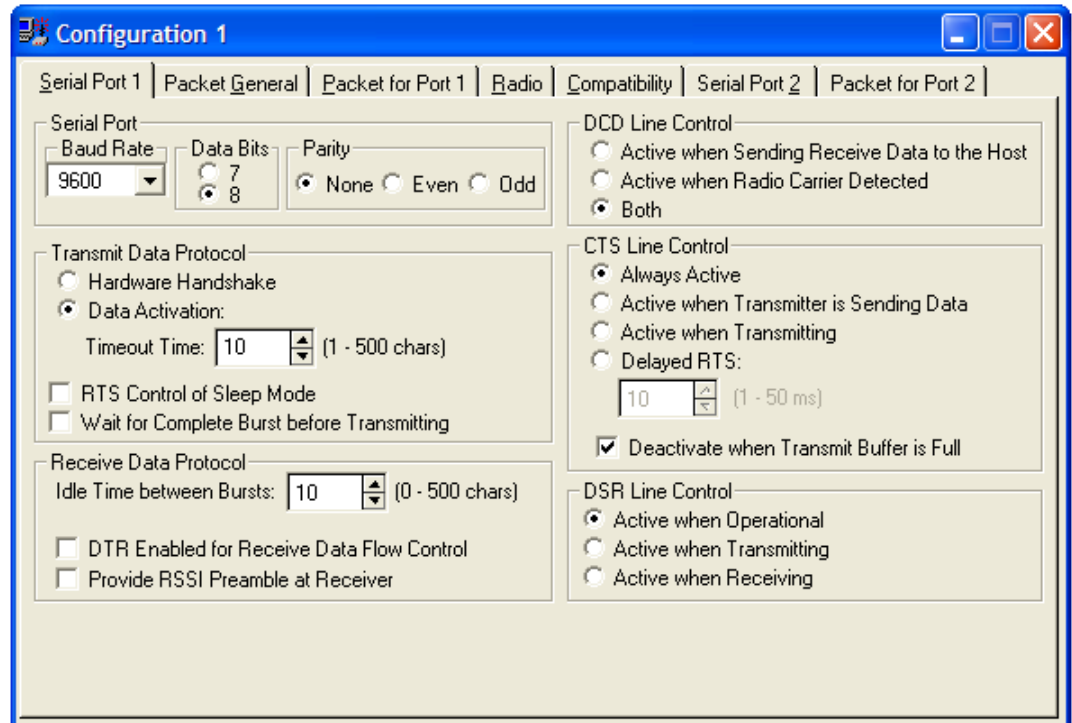 Configuration 1
Serial Port 1
Packet General
Packet for Port 1
Radio
Compatibility
Serial Port 2
Packet for Port 2
Serial Port
Baud Rate
9600
Data Bits
7
8
Parity
None
Even
Odd
Transmit Data Protocol
Hardware Handshake
Data Activation:
Timeout Time: 10 (1 - 500 chars)
RTS Control of Sleep Mode
Wait for Complete Burst before Transmitting
Receive Data Protocol
Idle Time between Bursts: 10 (0 - 500 chars)
DTR Enabled for Receive Data Flow Control
Provide RSSI Preamble at Receiver
DCD Line Control
Active when Sending Receive Data to the Host
Active when Radio Carrier Detected
Both
CTS Line Control
Always Active
Active when Transmitter is Sending Data
Active when Transmitting
Delayed RTS:
10 (1 - 50 ms)
Deactivate when Transmit Buffer is Full
DSR Line Control
Active when Operational
Active when Transmitting
Active when Receiving